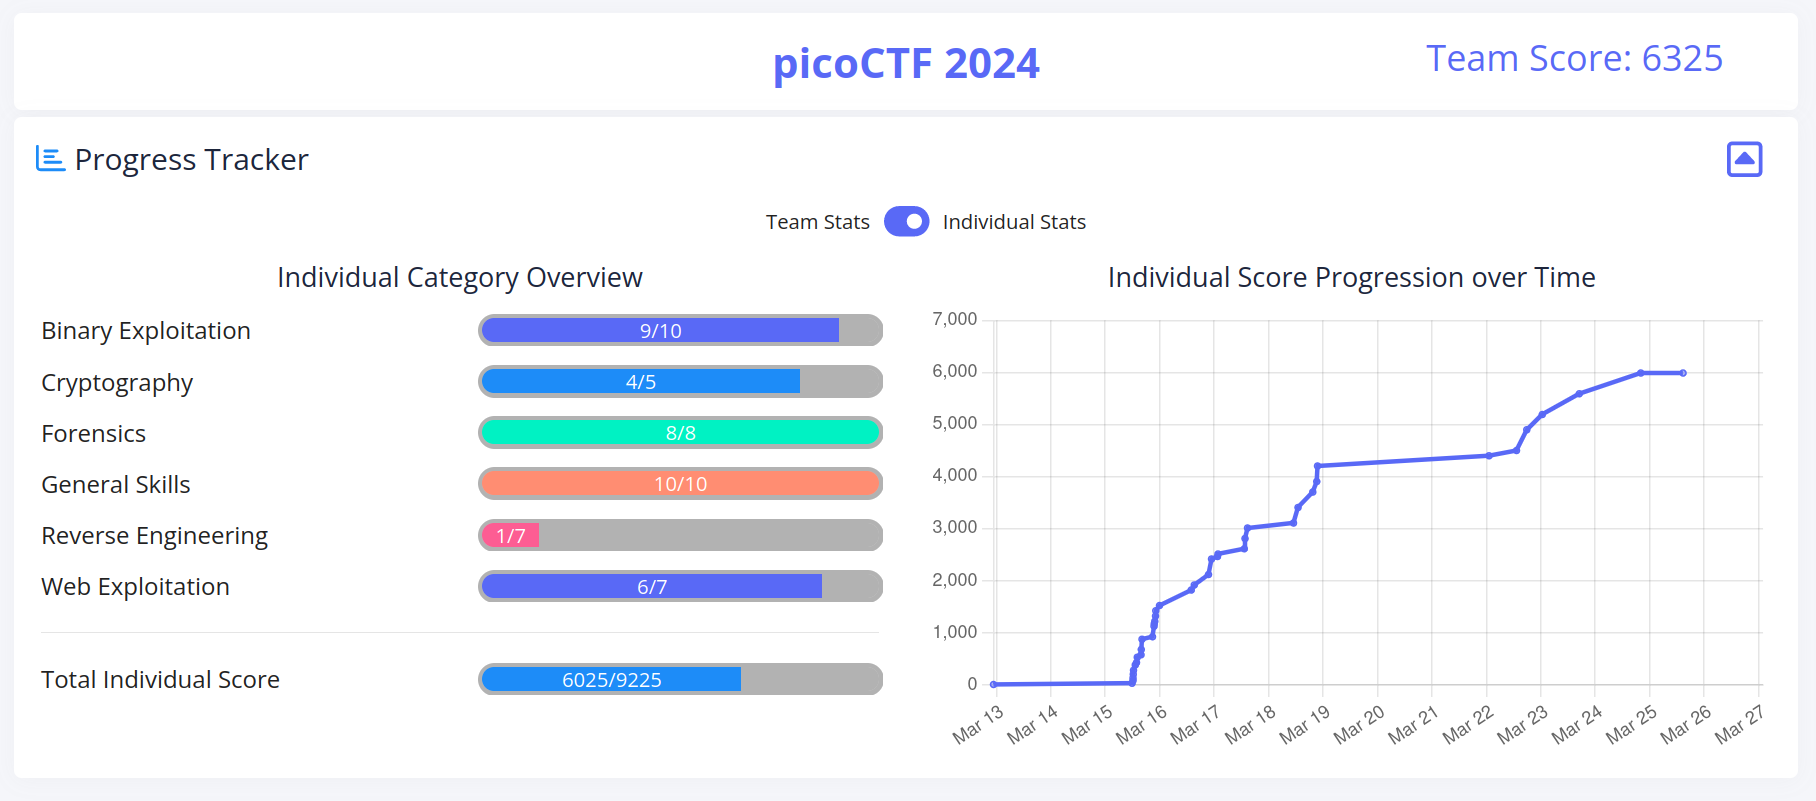 picoCTF 2024
Team Score: 6325
Progress Tracker
Team Stats
Individual Stats
Individual Category Overview
Binary Exploitation 9/10
Cryptography 4/5
Forensics 8/8
General Skills 10/10
Reverse Engineering 1/7
Web Exploitation 6/7
Total Individual Score 6025/9225
Individual Score Progression over Time
7,000
6,000
5,000
4,000
3,000
2,000
1,000
0
Mar 13 Mar 14 Mar 15 Mar 16 Mar 17 Mar 18 Mar 19 Mar 20 Mar 21 Mar 22 Mar 23 Mar 24 Mar 25 Mar 26 Mar 27